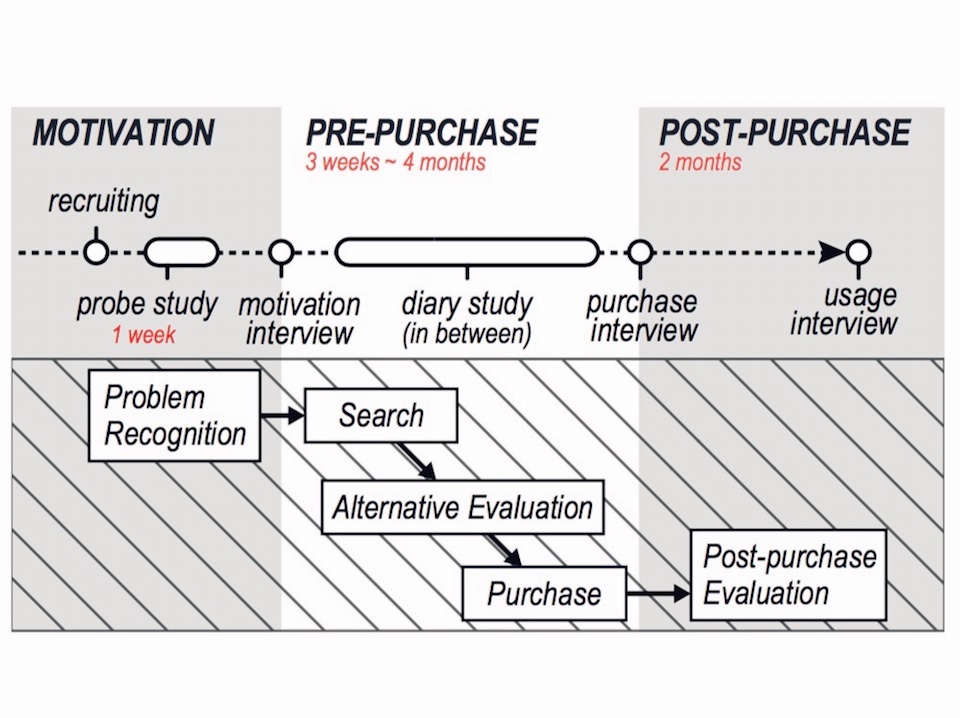 MOTIVATION
PRE-PURCHASE
3 weeks ~ 4 months
POST-PURCHASE
2 months
recruiting
probe study
1 week
motivation
interview
diary study
(in between)
purchase
interview
usage
interview
Problem
Recognition
Search
Alternative Evaluation
Purchase
Post-purchase
Evaluation